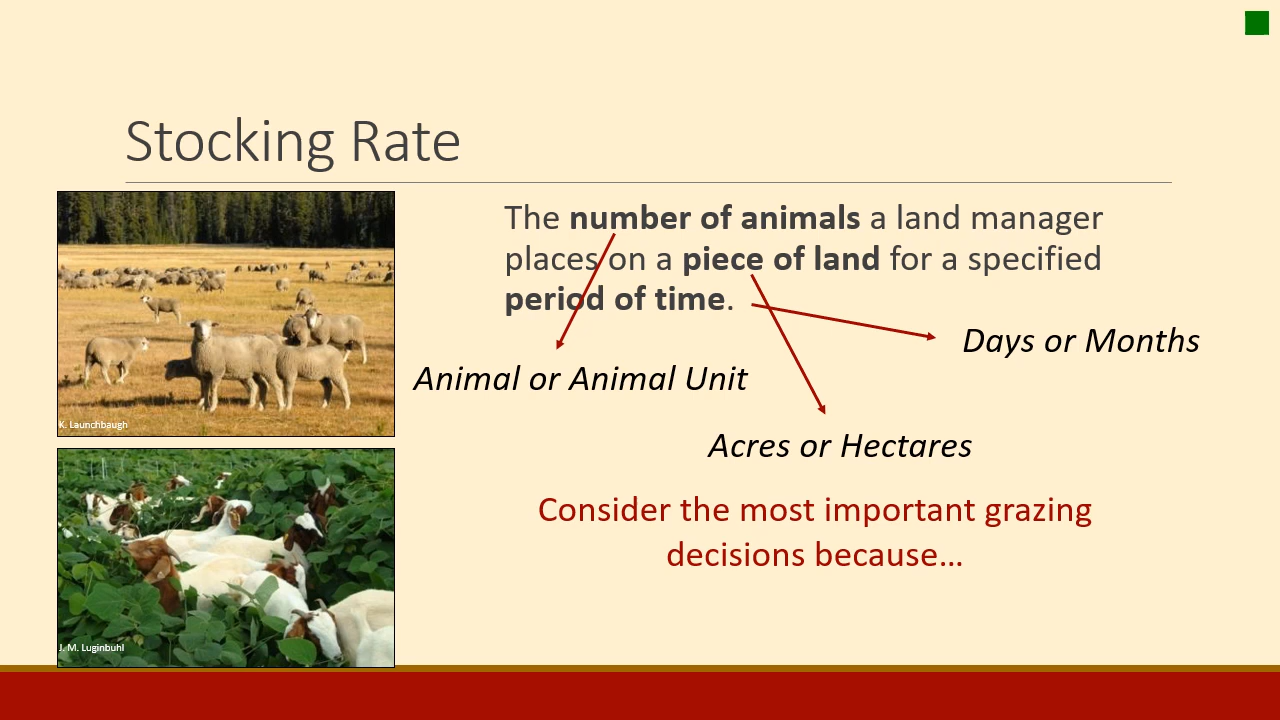 Stocking Rate
The number of animals a land manager
places on a piece of land for a specified
period of time.
Days or Months
Animal or Animal Unit
Acres or Hectares
Consider the most important grazing
decisions because…
K. Launchbaugh
J. M. Luginbuhl